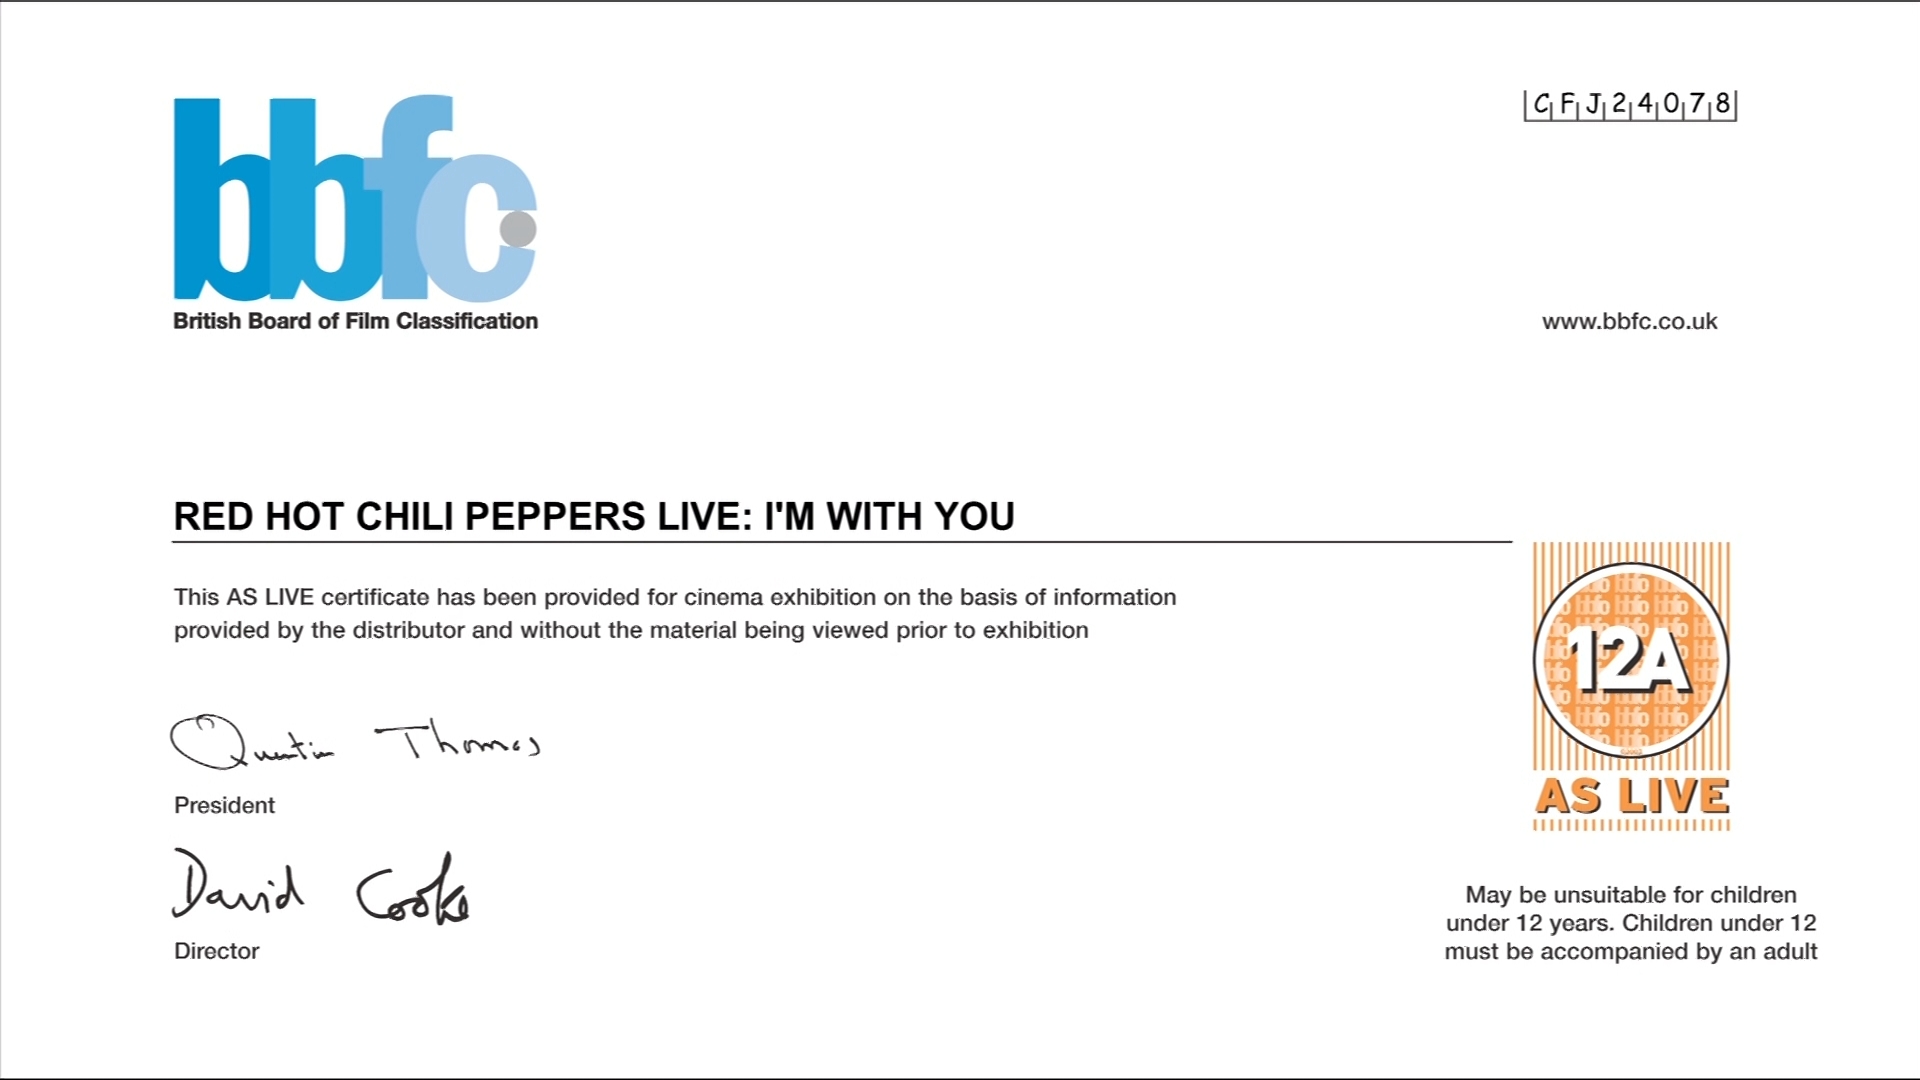 CFJ24078
bbfc
British Board of Film Classification
www.bbfc.co.uk
RED HOT CHILI PEPPERS LIVE: I'M WITH YOU
This AS LIVE certificate has been provided for cinema exhibition on the basis of information
provided by the distributor and without the material being viewed prior to exhibition
Quentin Thomas
President
David Cooke
Director
12A
AS LIVE
May be unsuitable for children
under 12 years. Children under 12
must be accompanied by an adult